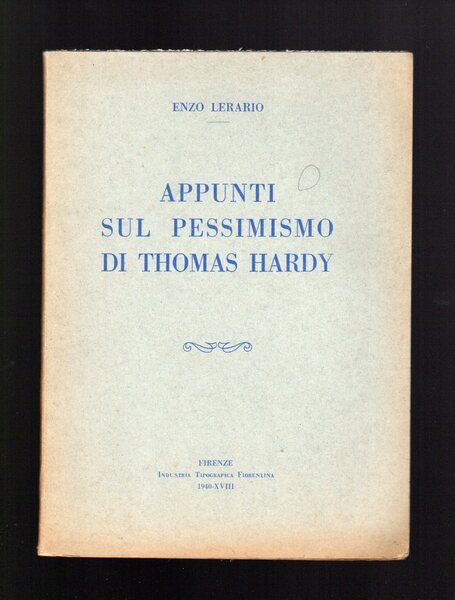 ENZO LERARIO
APPUNTI
SUL PESSIMISMO
DI THOMAS HARDY
FIRENZE
INDUSTRIA TIPOGRAFICA FIORENTINA
1940-XVIII